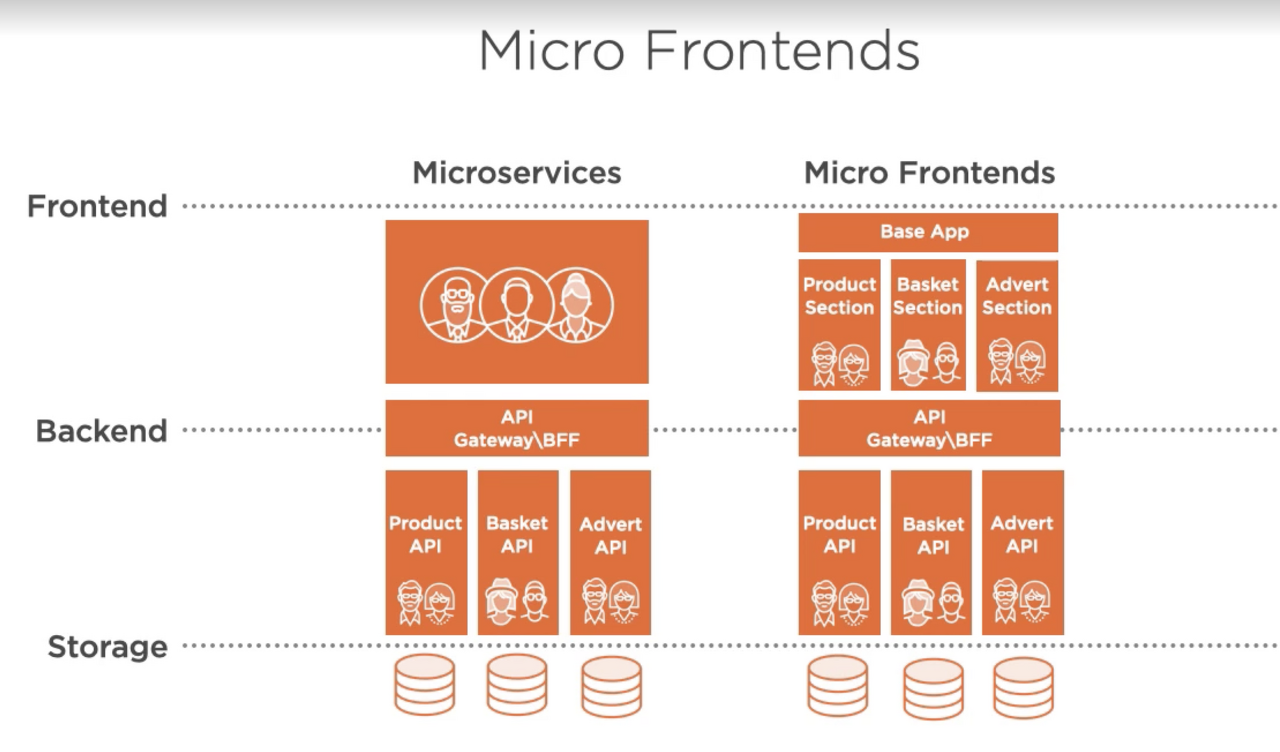 Micro Frontends
Microservices
Micro Frontends
Frontend
Base App
Product
Section
Basket
Section
Advert
Section
Backend
API
Gateway\BFF
API
Gateway\BFF
Product
API
Basket
API
Advert
API
Product
API
Basket
API
Advert
API
Storage